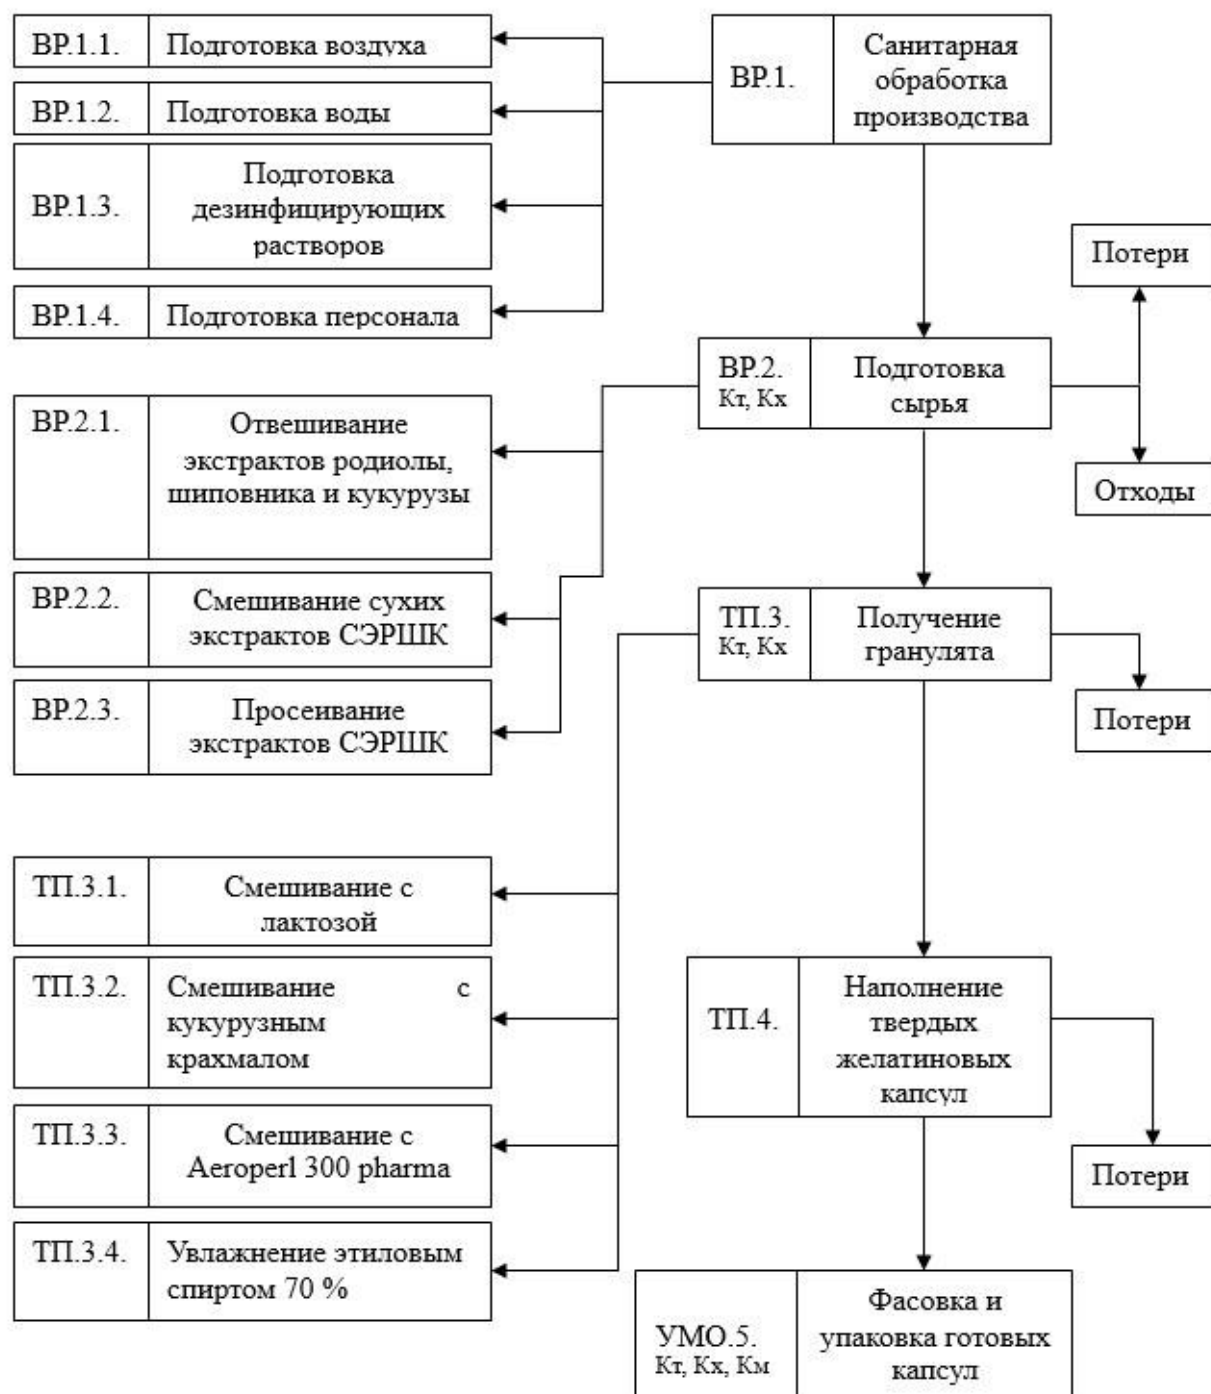 ВР.1.1. Подготовка воздуха
ВР.1.2. Подготовка воды
ВР.1.3. Подготовка
дезинфицирующих
растворов
ВР.1.4. Подготовка персонала
ВР.1. Санитарная
обработка
производства
Потери
ВР.2. Подготовка
Кт, Кх сырья
Отходы
ВР.2.1. Отвешивание
экстрактов родиолы,
шиповника и кукурузы
ВР.2.2. Смешивание сухих
экстрактов СЭРШК
ВР.2.3. Просеивание
экстрактов СЭРШК
ТП.3. Получение
Кт, Кх гранулята
Потери
ТП.3.1. Смешивание с
лактозой
ТП.3.2. Смешивание с
кукурузным
крахмалом
ТП.3.3. Смешивание с
Aeroperl 300 pharma
ТП.3.4. Увлажнение этиловым
спиртом 70 %
ТП.4. Наполнение
твердых
желатиновых
капсул
Потери
УМО.5. Фасовка и
Кт, Кх, Км упаковка готовых
капсул